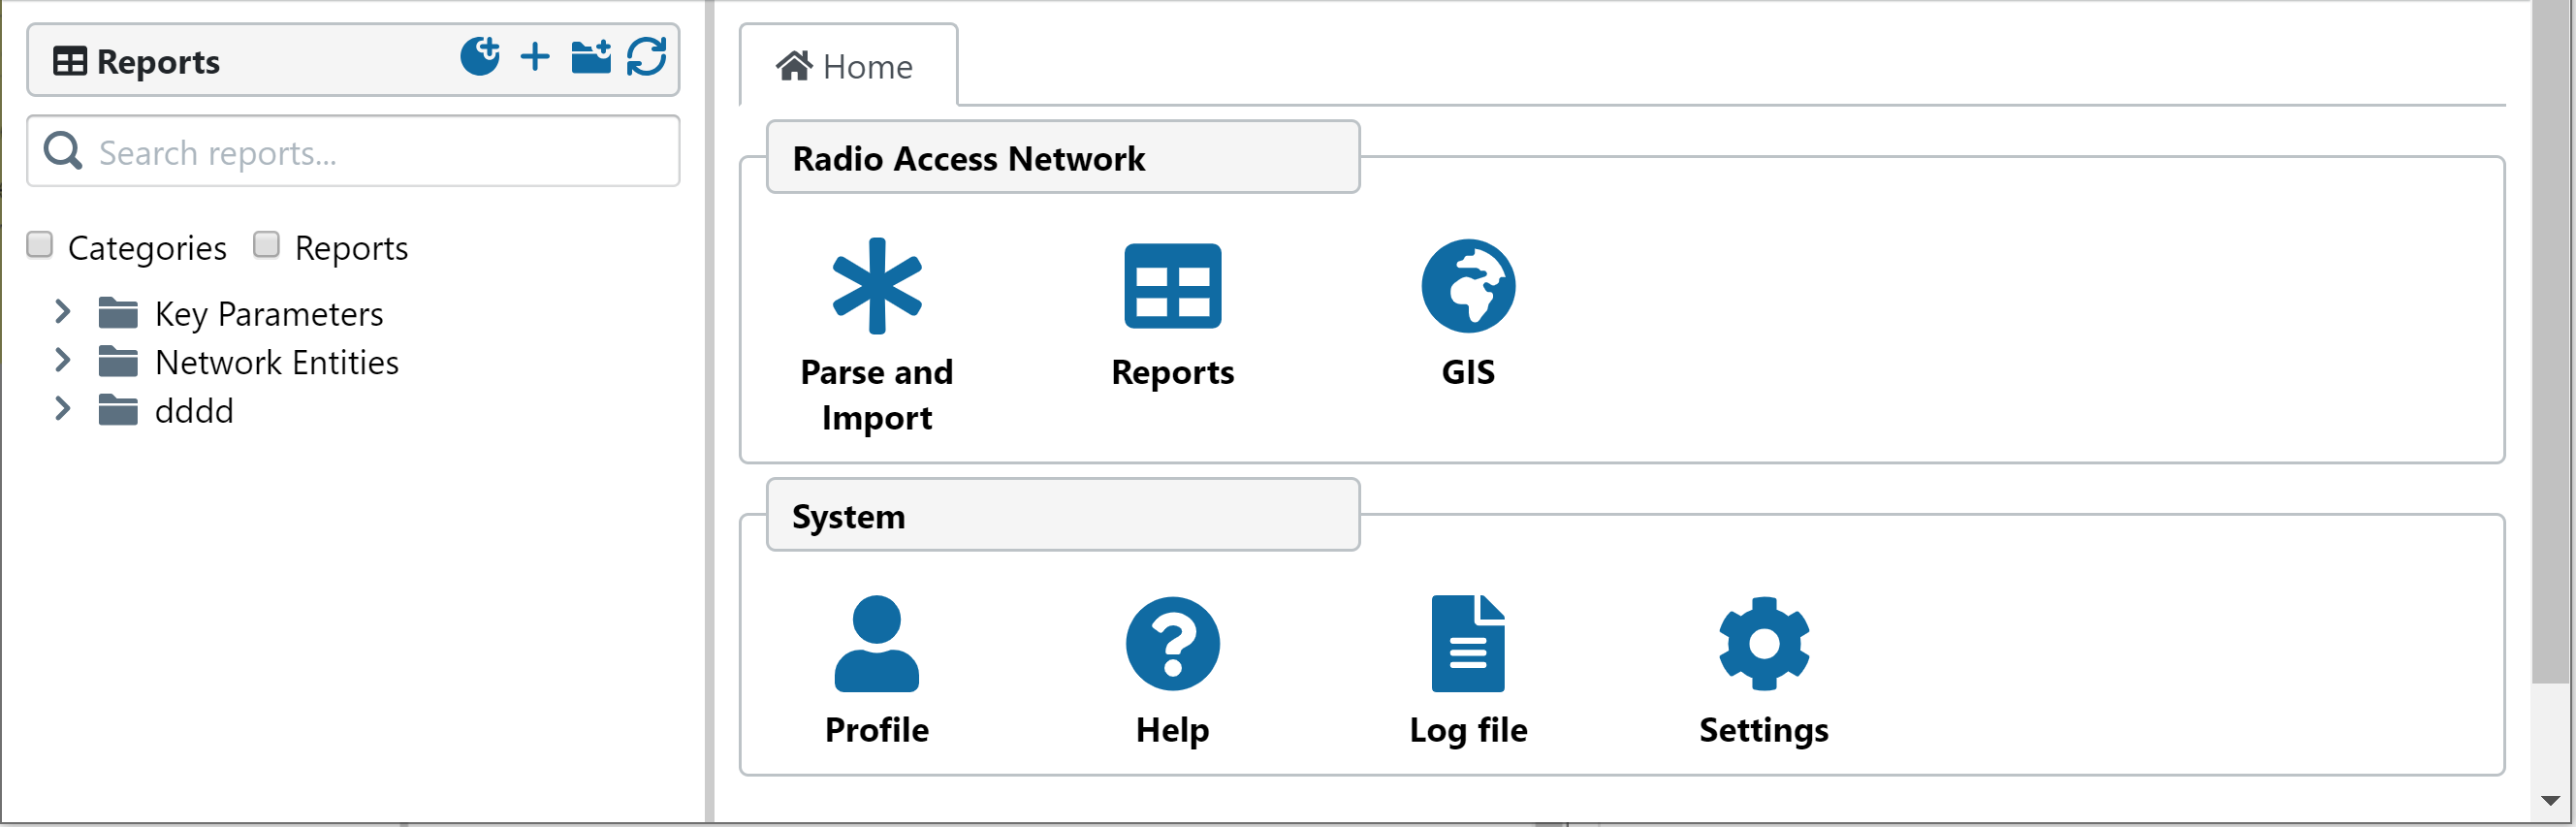 Reports
Search reports...
Categories Reports
Key Parameters
Network Entities
dddd
Home
Radio Access Network
Parse and
Import
Reports
GIS
System
Profile
Help
Log file
Settings